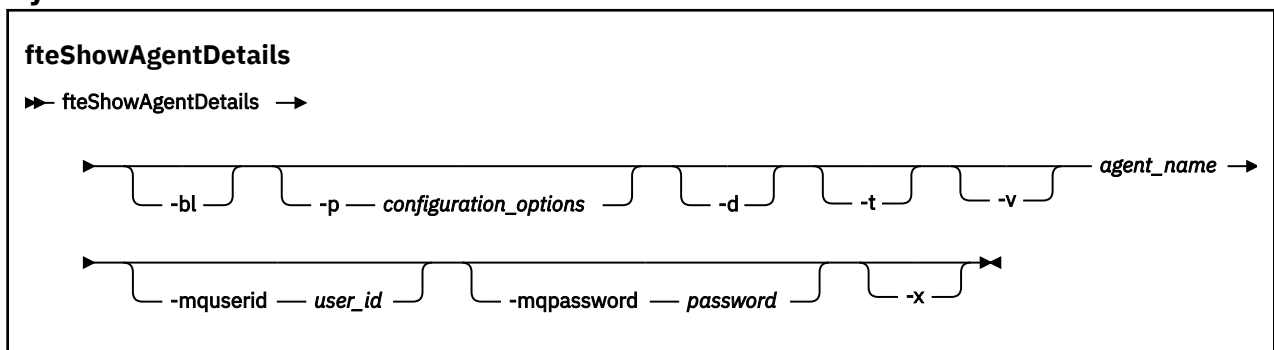 fteShowAgentDetails
fteShowAgentDetails
agent_name
-bl -p configuration_options -d -t -v
-mquserid user_id -mqpassword password -x